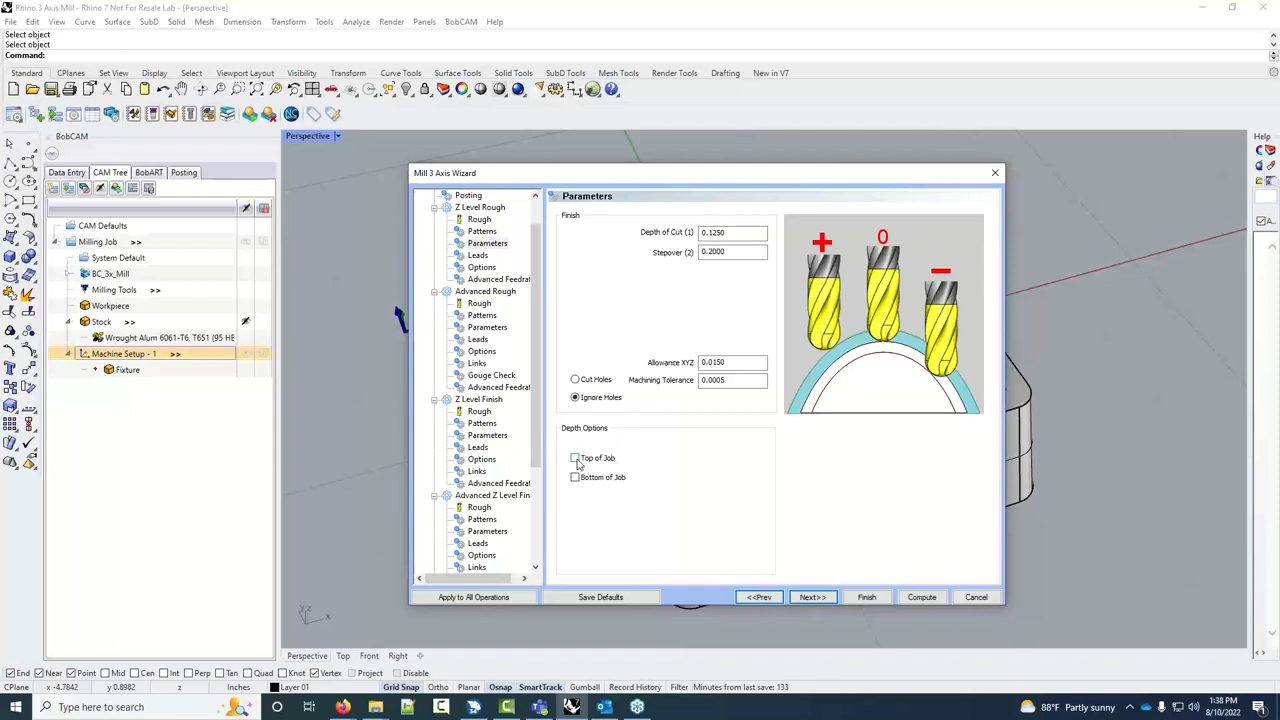 Rhino 3 Axis Mill - Rhino 7 Not For Resale Lab - [Perspective]
File Edit View Curve Surface SubD Solid Mesh Dimension Transform Tools Analyze Render Panels BobCAM Help
Select object
Select object
Command:
Standard CPlanes Set View Display Select Viewport Layout Visibility Transform Curve Tools Surface Tools Solid Tools SubD Tools Mesh Tools Render Tools Drafting New in V7
BobCAM
Perspective
Help
Data Entry CAM Tree BobART Posting
CAM Defaults
Milling Job >>
System Default
BC_3x_Mill
Milling Tools >>
Workpiece
Stock >>
Wrought Alum 6061-T6, T651 (95 HB
Machine Setup - 1 >>
Fixture
Mill 3 Axis Wizard
Posting
Z Level Rough
Rough
Patterns
Parameters
Leads
Options
Advanced Feedrat
Advanced Rough
Rough
Patterns
Parameters
Leads
Options
Links
Gouge Check
Advanced Feedrat
Z Level Finish
Rough
Patterns
Parameters
Leads
Options
Links
Advanced Feedrat
Advanced Z Level Fin
Rough
Patterns
Parameters
Leads
Options
Links
Parameters
Finish
Depth of Cut (1) 0.1250
Stepover (2) 0.2000
Allowance XYZ 0.0150
Cut Holes Machining Tolerance 0.0005
Ignore Holes
Depth Options
Top of Job
Bottom of Job
+ 0 -
Apply to All Operations Save Defaults <<Prev Next>> Finish Compute Cancel
A...
z y x
Perspective Top Front Right
End Near Point Mid Cen Int Perp Tan Quad Knot Vertex Project Disable
CPlane x -4.7842 y 0.8982 z Inches Layer 01 Grid Snap Ortho Planar Osnap SmartTrack Gumball Record History Filter Minutes from last save: 133
Type here to search
88°F Partly sunny
1:38 PM
8/10/2022